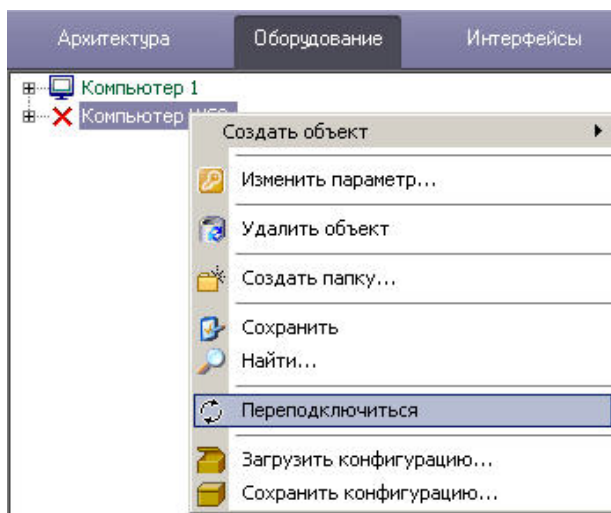 Архитектура Оборудование Интерфейсы
Компьютер 1
Компьютер
Создать объект
Изменить параметр...
Удалить объект
Создать папку...
Сохранить
Найти...
Переподключиться
Загрузить конфигурацию...
Сохранить конфигурацию...